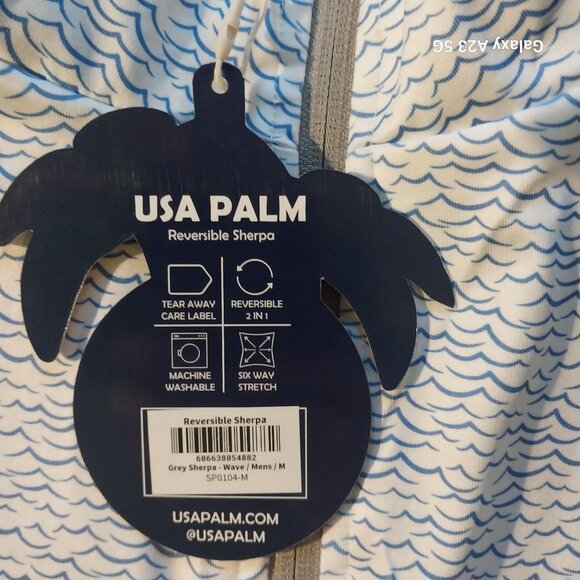 Galaxy A23 5G
USA PALM
Reversible Sherpa
TEAR AWAY
CARE LABEL
REVERSIBLE
2 IN 1
MACHINE
WASHABLE
SIX WAY
STRETCH
Reversible Sherpa
606638054882
Grey Sherpa - Wave / Mens / M
SP0104-M
USAPALM.COM
@USAPALM